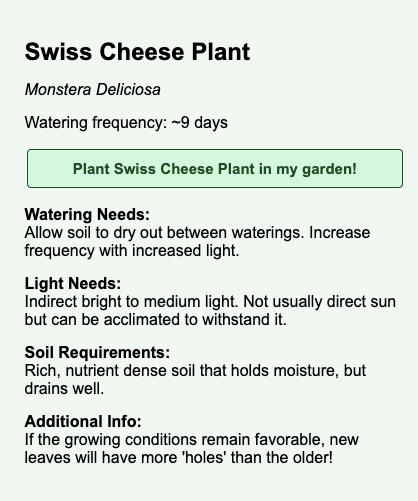 Swiss Cheese Plant
Monstera Deliciosa
Watering frequency: ~9 days
Plant Swiss Cheese Plant in my garden!
Watering Needs:
Allow soil to dry out between waterings. Increase
frequency with increased light.
Light Needs:
Indirect bright to medium light. Not usually direct sun
but can be acclimated to withstand it.
Soil Requirements:
Rich, nutrient dense soil that holds moisture, but
drains well.
Additional Info:
If the growing conditions remain favorable, new
leaves will have more 'holes' than the older!